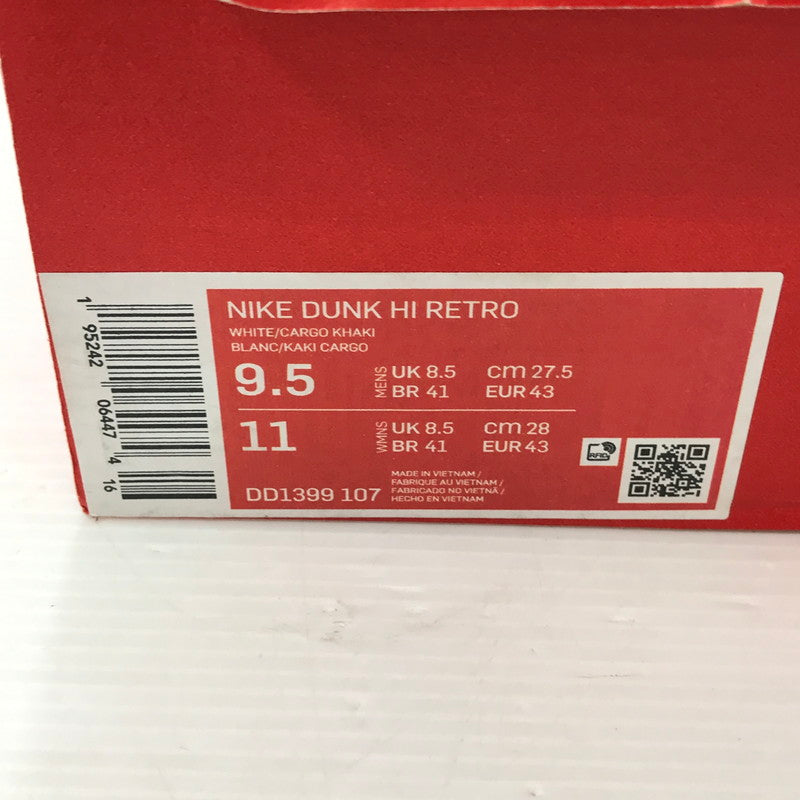 NIKE DUNK HI RETRO
WHITE/CARGO KHAKI
BLANC/KAKI CARGO
9.5 MENS UK 8.5 cm 27.5
BR 41 EUR 43
11 WMNS UK 8.5 cm 28
BR 41 EUR 43
DD1399 107
MADE IN VIETNAM /
FABRIQUE AU VIETNAM /
FABRICADO NO VIETNÃ /
HECHO EN VIETNAM
RFID
1 95242 06447 4 16